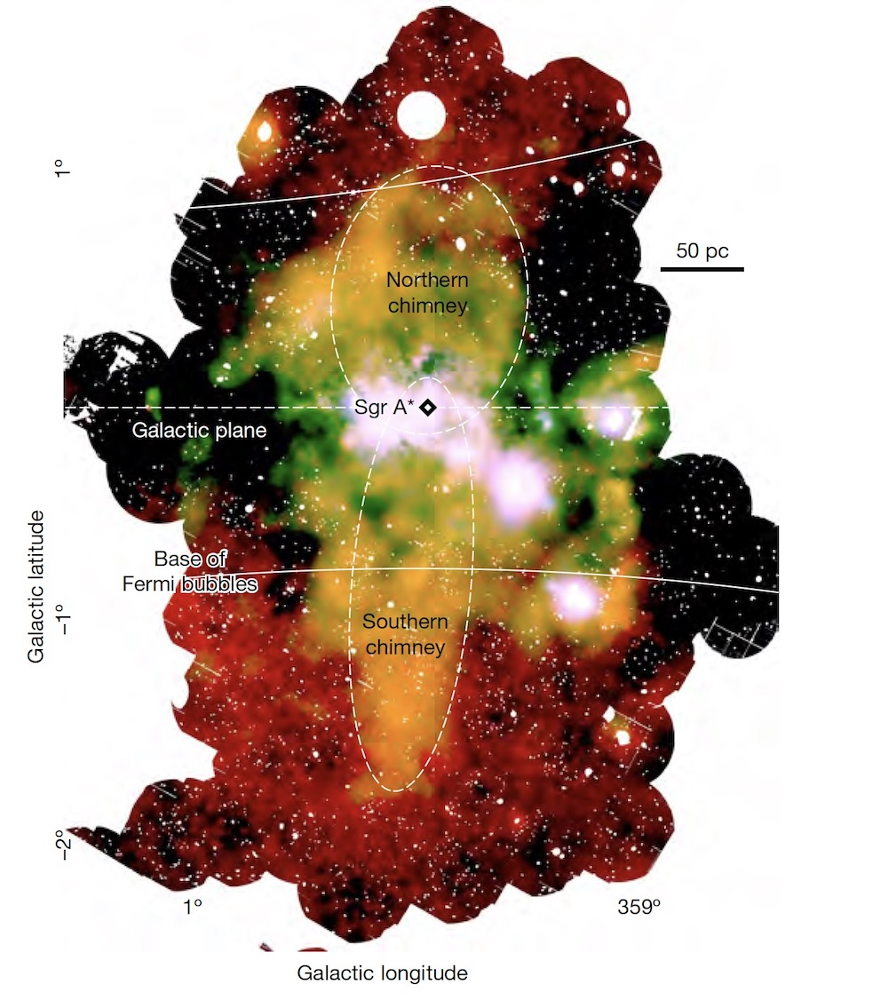 1°
50 pc
Northern
chimney
Sgr A*
Galactic plane
Galactic latitude
Base of
Fermi bubbles
–1°
Southern
chimney
–2°
1°
359°
Galactic longitude